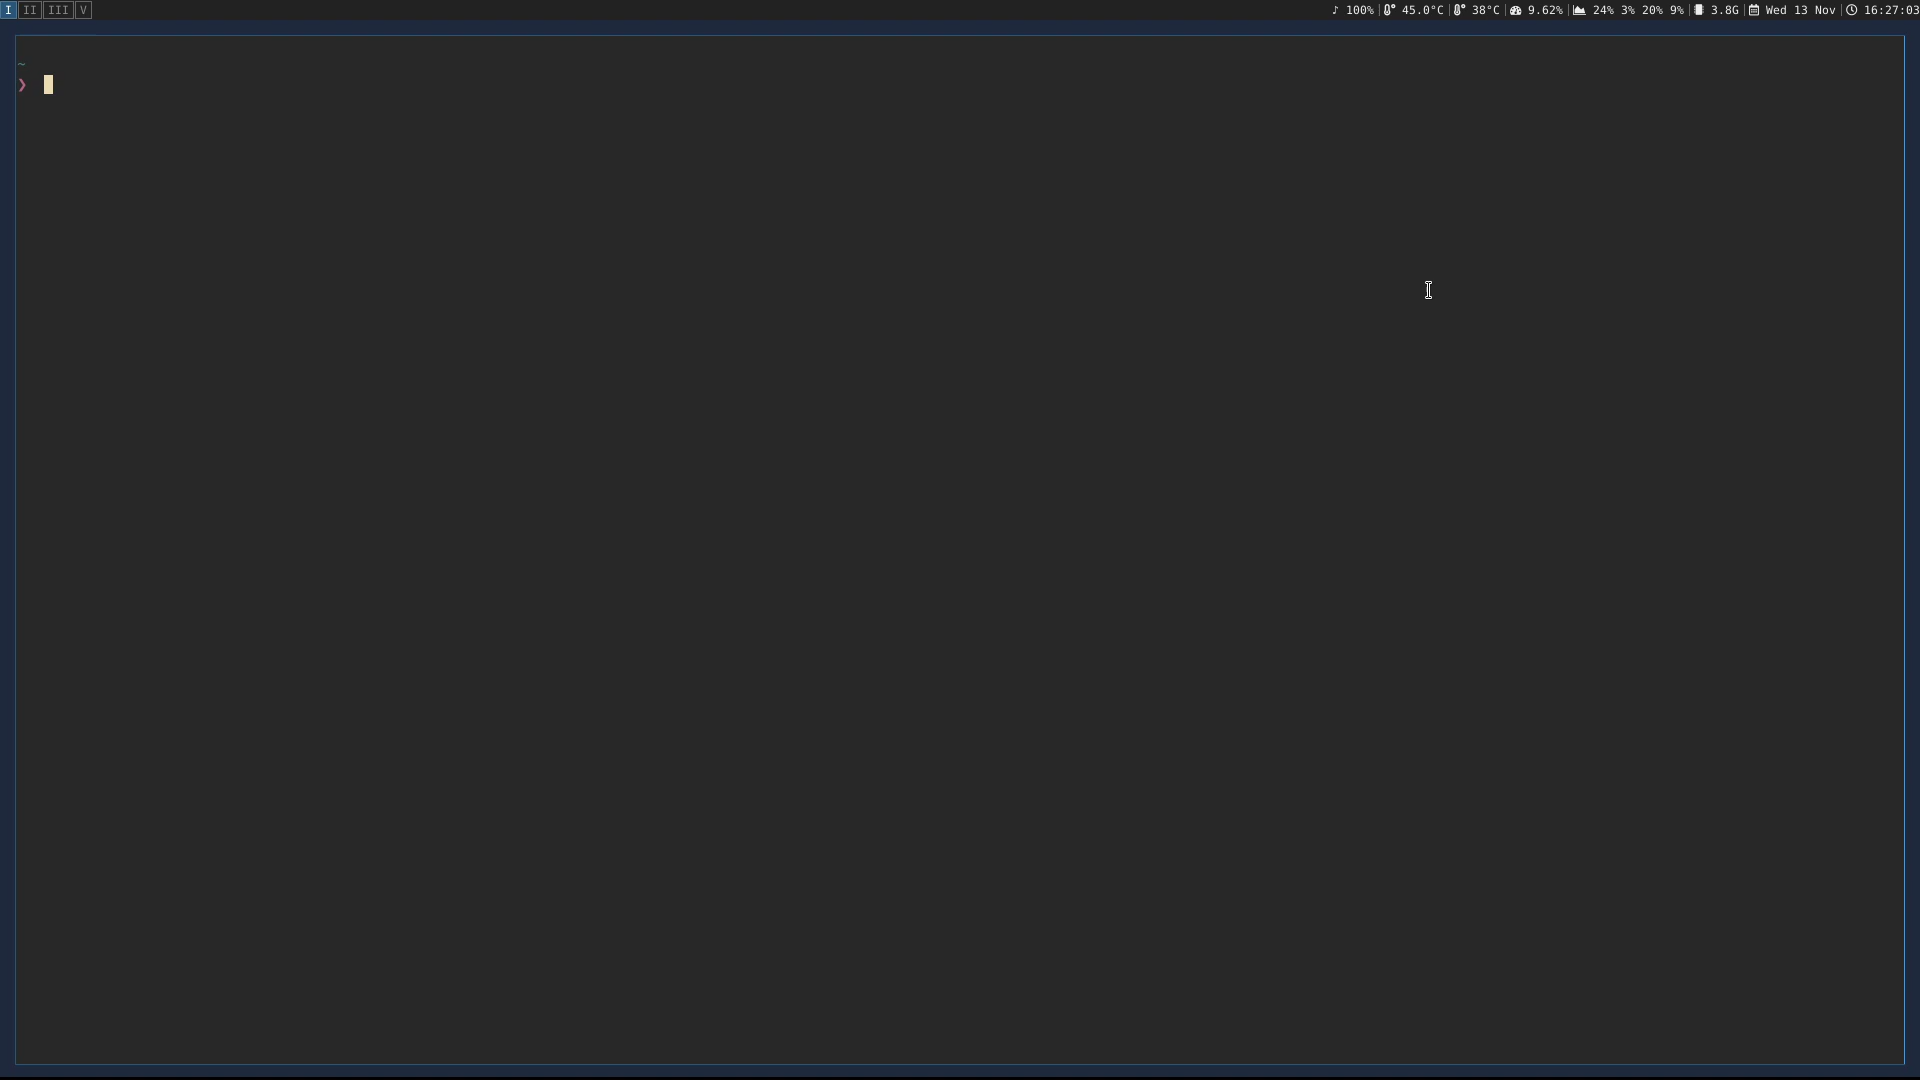 I II III V ♪ 100% 45.0°C 38°C 9.62% 24% 3% 20% 9% 3.8G Wed 13 Nov 16:27:03
~
❯